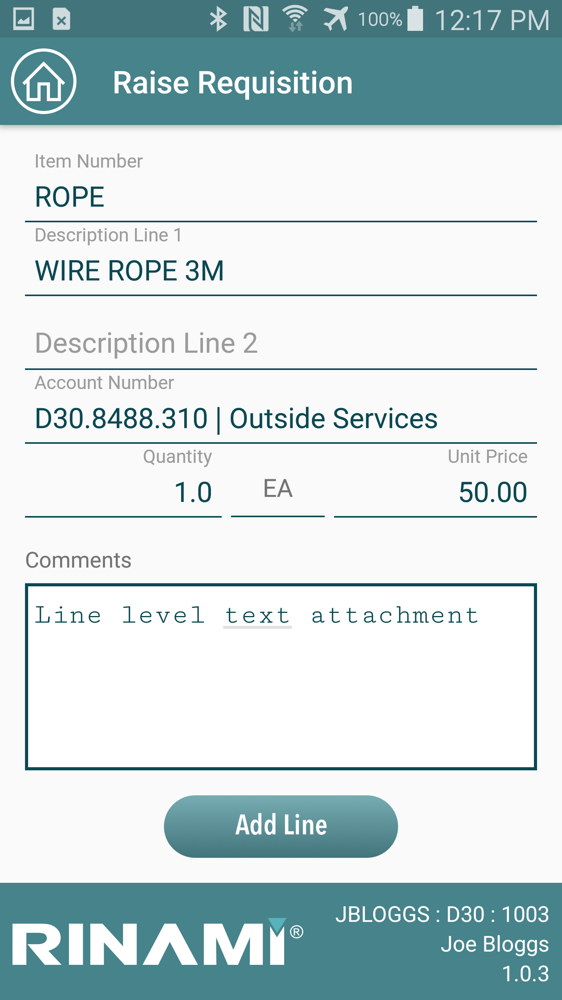 100% 12:17 PM
Raise Requisition
Item Number
ROPE
Description Line 1
WIRE ROPE 3M
Description Line 2
Account Number
D30.8488.310 | Outside Services
Quantity Unit Price
1.0 EA 50.00
Comments
Line level text attachment
Add Line
JBLOGGS : D30 : 1003
RINAMI®
Joe Bloggs
1.0.3